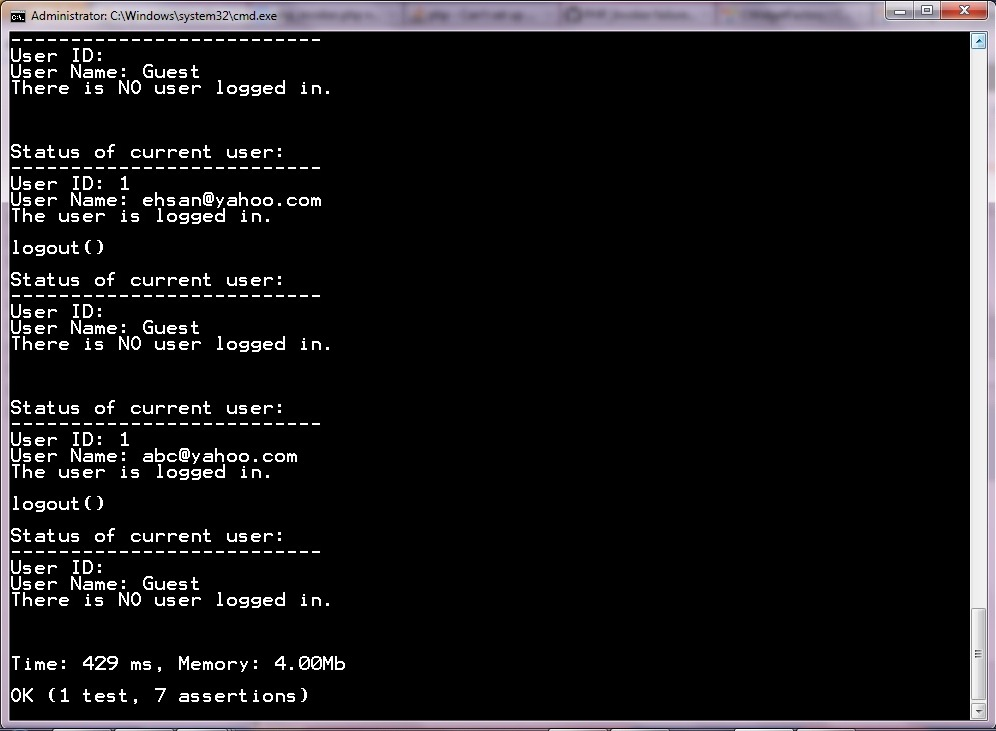 Administrator: C:\Windows\system32\cmd.exe
--------------------------
User ID:
User Name: Guest
There is NO user logged in.
Status of current user:
--------------------------
User ID: 1
User Name: ehsan@yahoo.com
The user is logged in.
logout()
Status of current user:
--------------------------
User ID:
User Name: Guest
There is NO user logged in.
Status of current user:
--------------------------
User ID: 1
User Name: abc@yahoo.com
The user is logged in.
logout()
Status of current user:
--------------------------
User ID:
User Name: Guest
There is NO user logged in.
Time: 429 ms, Memory: 4.00Mb
OK (1 test, 7 assertions)